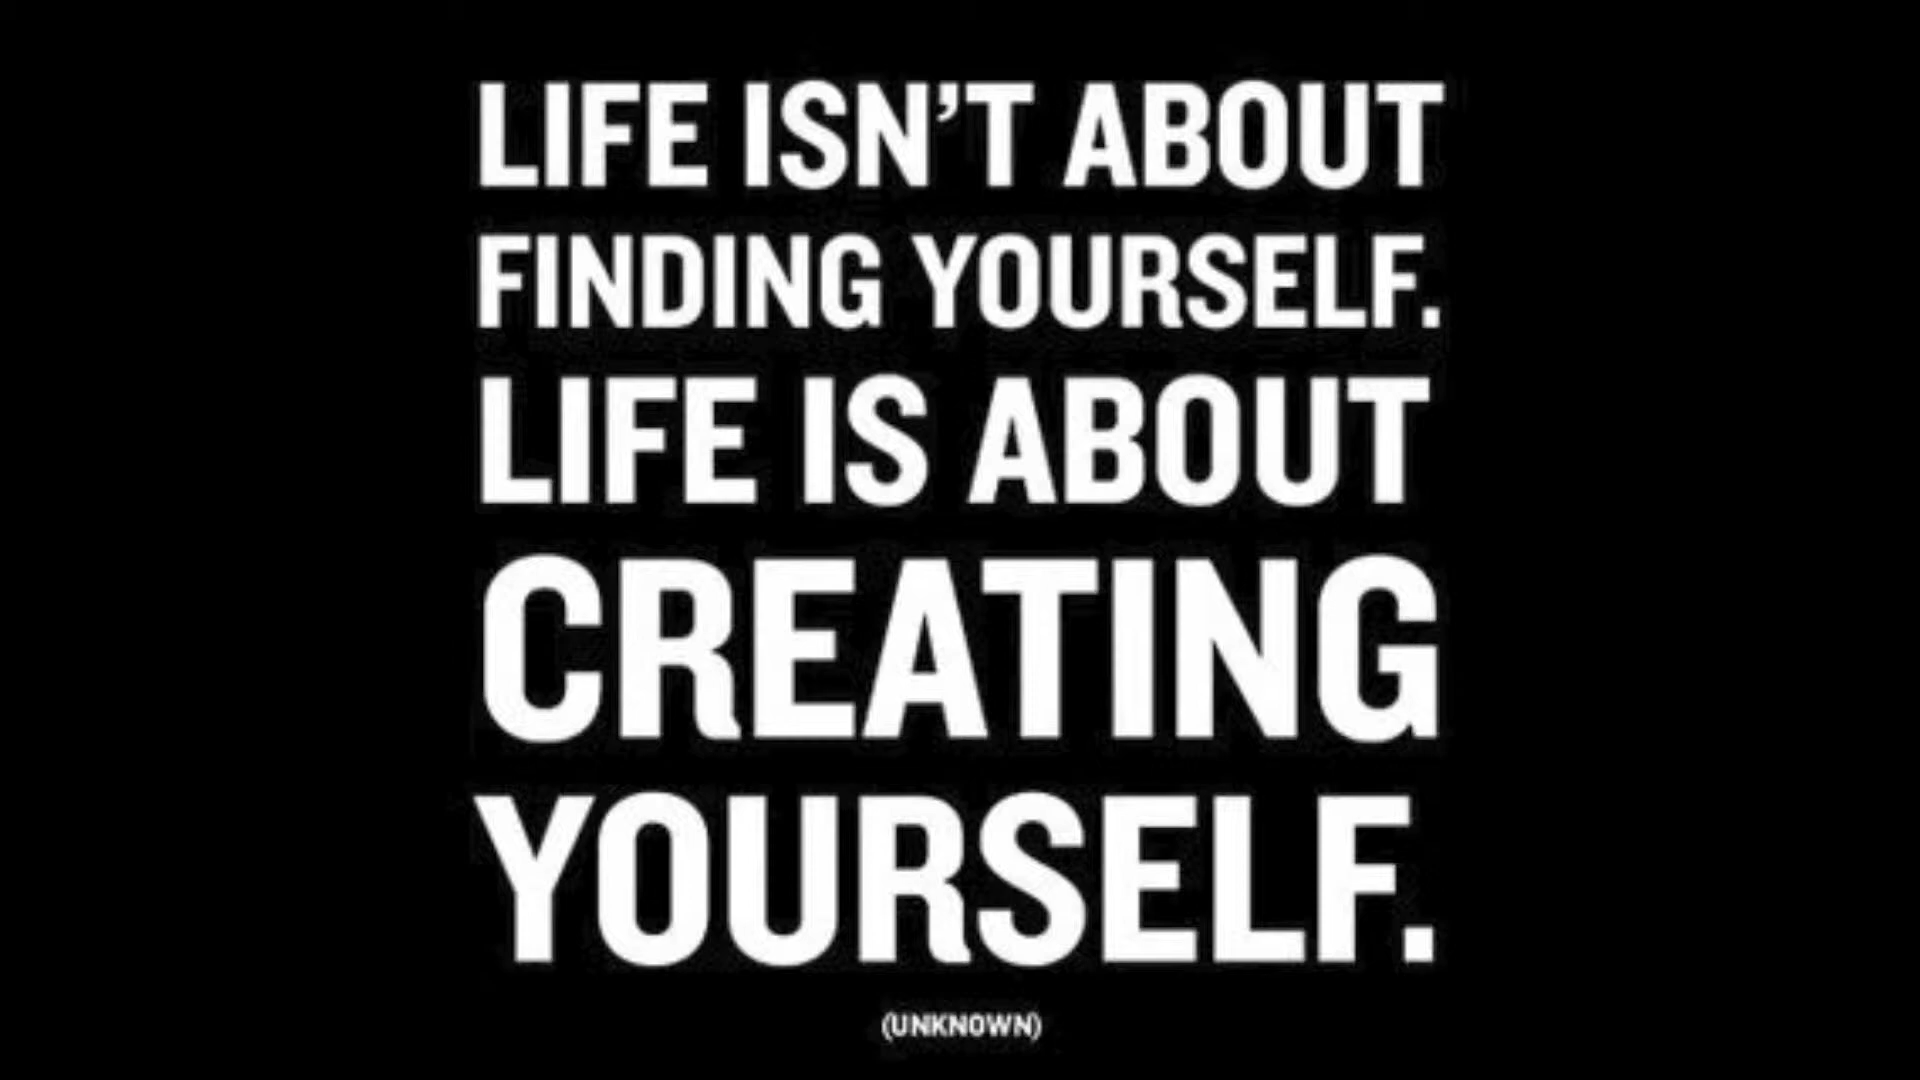 LIFE ISN’T ABOUT
FINDING YOURSELF.
LIFE IS ABOUT
CREATING
YOURSELF.
(UNKNOWN)